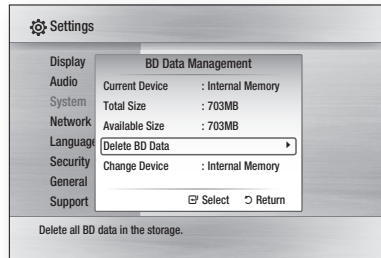 Settings
Display
Audio
System
Network
Language
Security
General
Support
BD Data Management
Current Device : Internal Memory
Total Size : 703MB
Available Size : 703MB
Delete BD Data
Change Device : Internal Memory
Select Return
Delete all BD data in the storage.